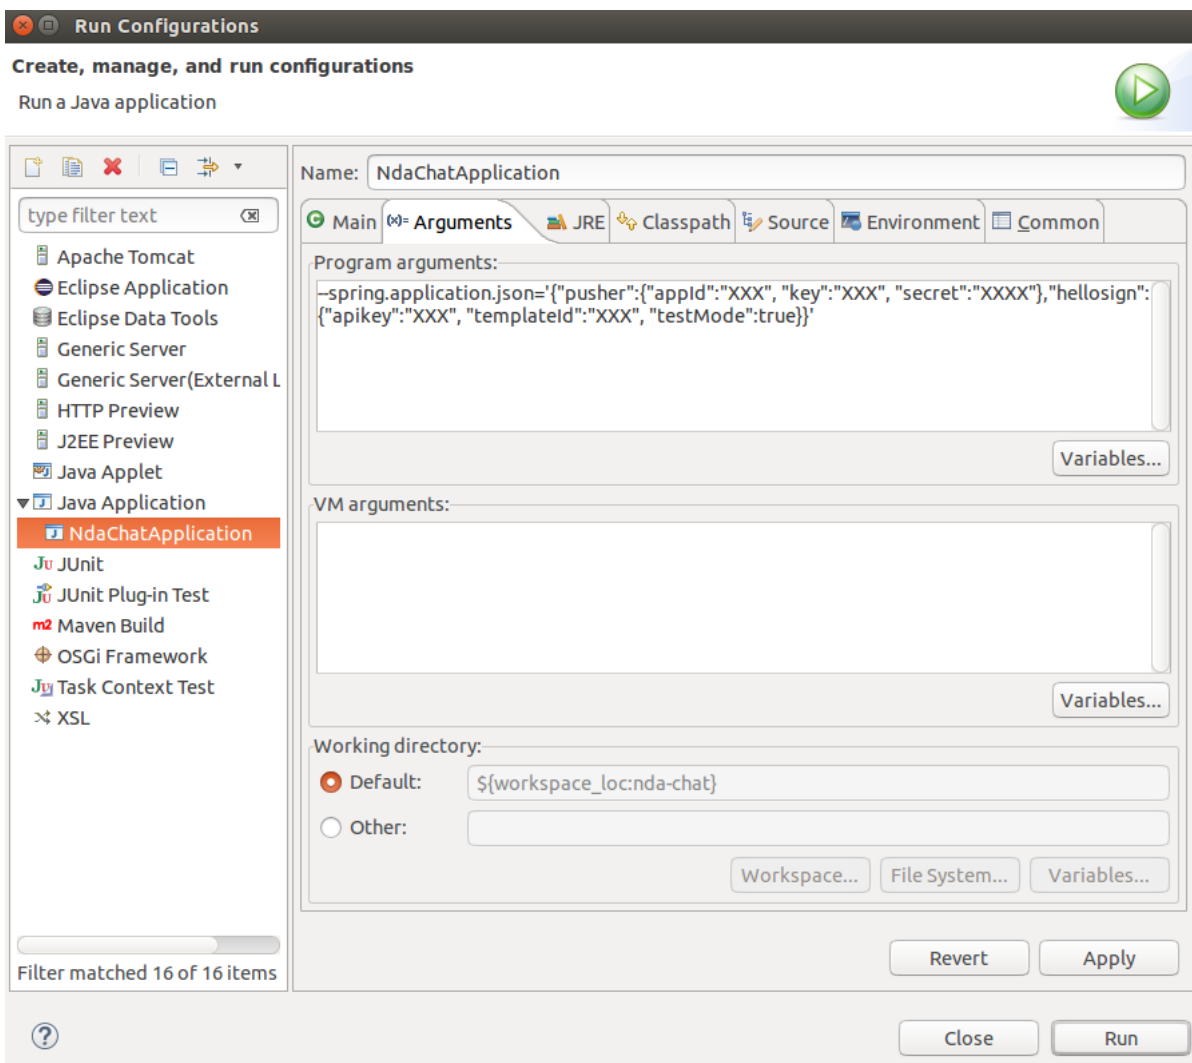 Run Configurations
Create, manage, and run configurations
Run a Java application
type filter text
Apache Tomcat
Eclipse Application
Eclipse Data Tools
Generic Server
Generic Server(External L
HTTP Preview
J2EE Preview
Java Applet
Java Application
NdaChatApplication
JUnit
JUnit Plug-in Test
Maven Build
OSGi Framework
Task Context Test
XSL
Filter matched 16 of 16 items
Name: NdaChatApplication
Main (x)= Arguments JRE Classpath Source Environment Common
Program arguments:
--spring.application.json='{"pusher":{"appId":"XXX", "key":"XXX", "secret":"XXXX"},"hellosign":
{"apikey":"XXX", "templateId":"XXX", "testMode":true}}'
Variables...
VM arguments:
Variables...
Working directory:
Default: ${workspace_loc:nda-chat}
Other:
Workspace... File System... Variables...
Revert Apply
Close Run